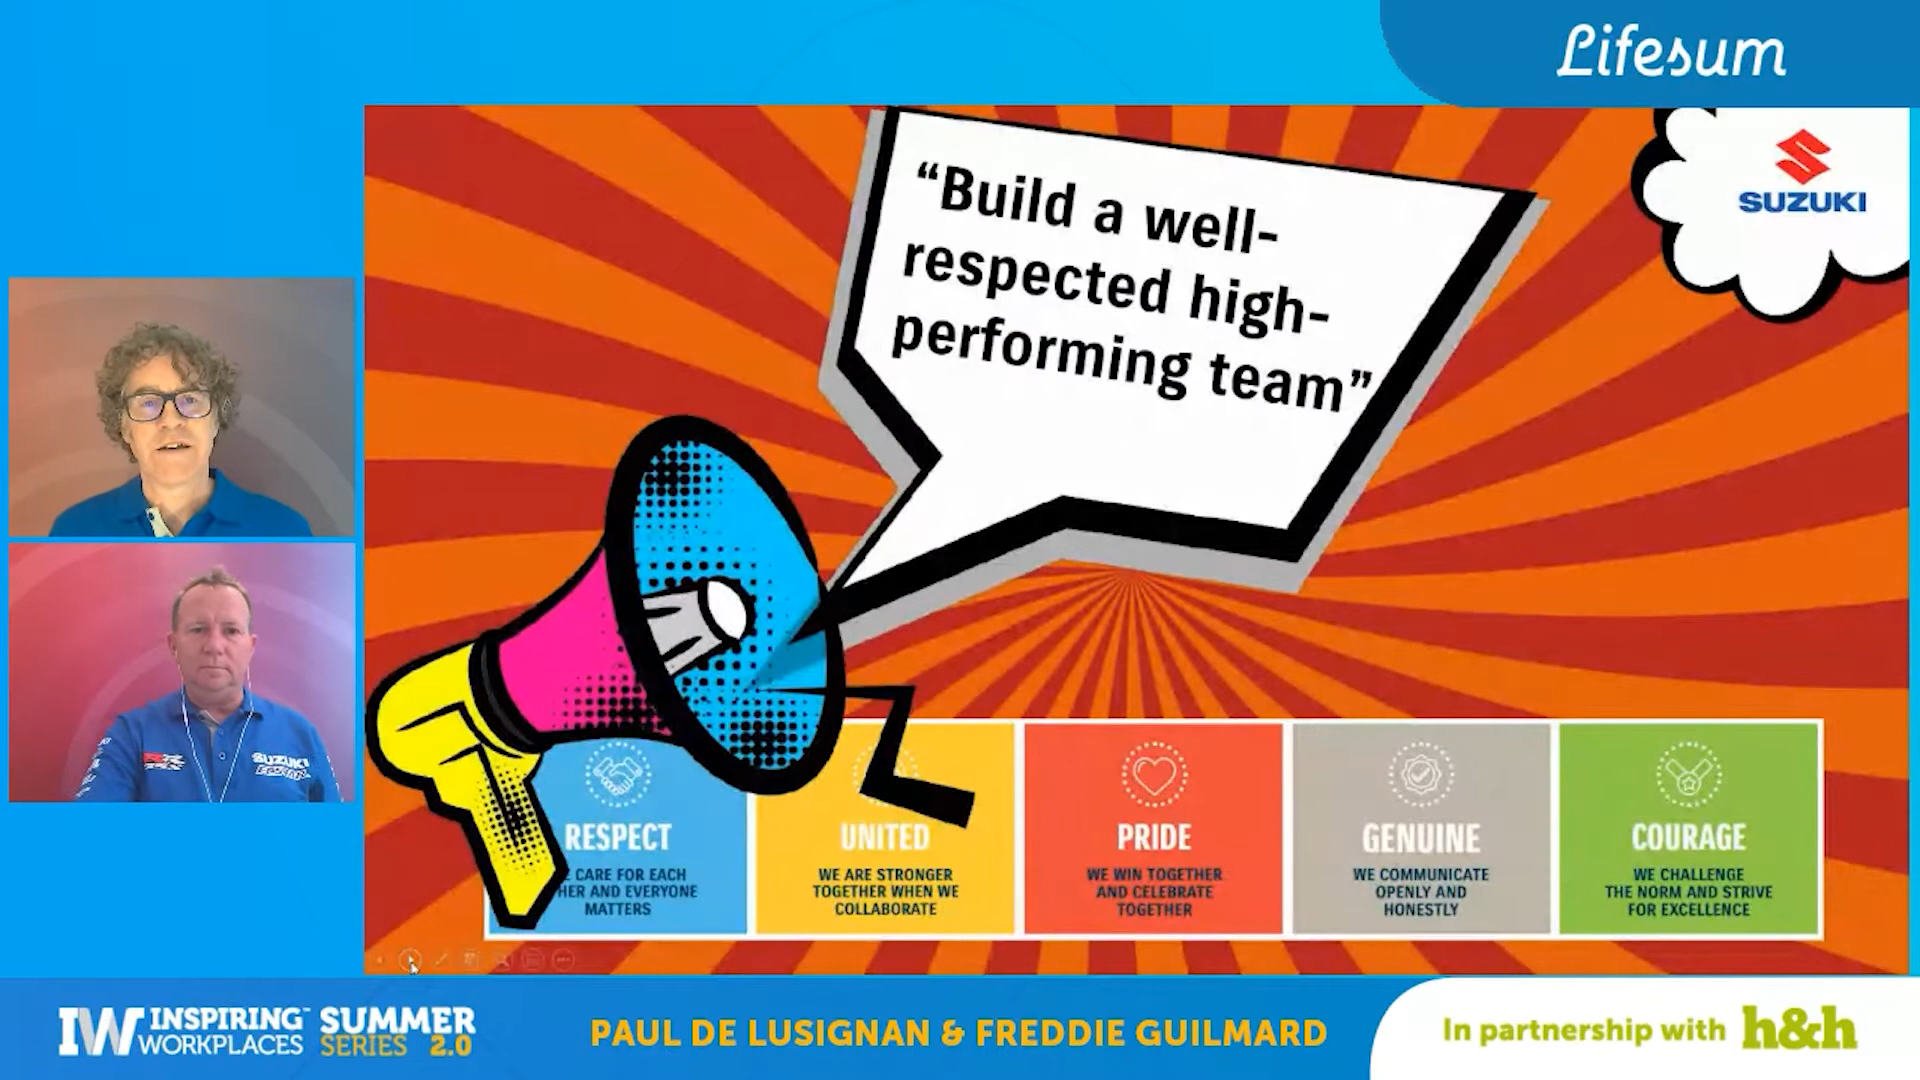 Lifesum
SUZUKI
“Build a well-
respected high-
performing team”
SUZUKI
RESPECT
CARE FOR EACH
HER AND EVERYONE
MATTERS
UNITED
WE ARE STRONGER
TOGETHER WHEN WE
COLLABORATE
PRIDE
WE WIN TOGETHER
AND CELEBRATE
TOGETHER
GENUINE
WE COMMUNICATE
OPENLY AND
HONESTLY
COURAGE
WE CHALLENGE
THE NORM AND STRIVE
FOR EXCELLENCE
IW INSPIRING™
WORKPLACES
SUMMER
SERIES 2.0
PAUL DE LUSIGNAN & FREDDIE GUILMARD
In partnership with h&h